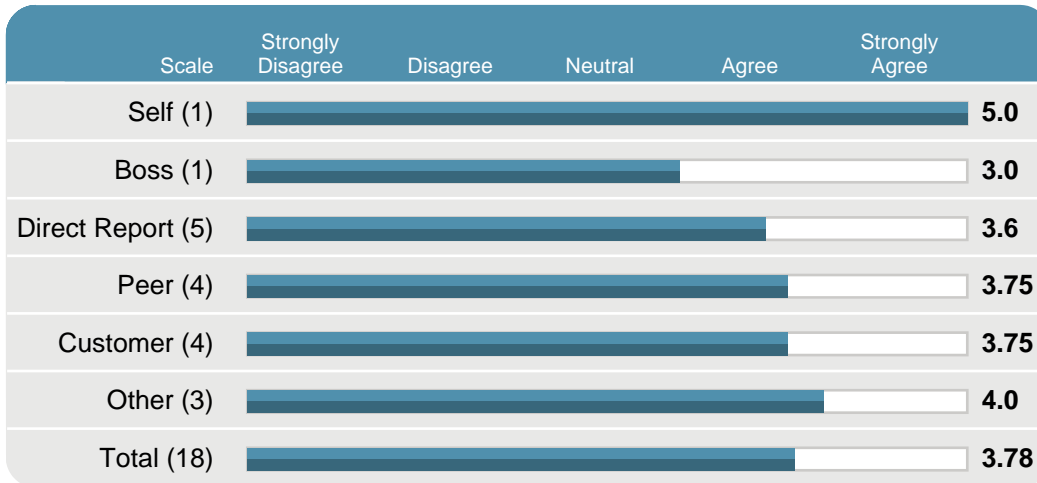 Scale Strongly Disagree Disagree Neutral Agree Strongly Agree
Self (1) 5.0
Boss (1) 3.0
Direct Report (5) 3.6
Peer (4) 3.75
Customer (4) 3.75
Other (3) 4.0
Total (18) 3.78